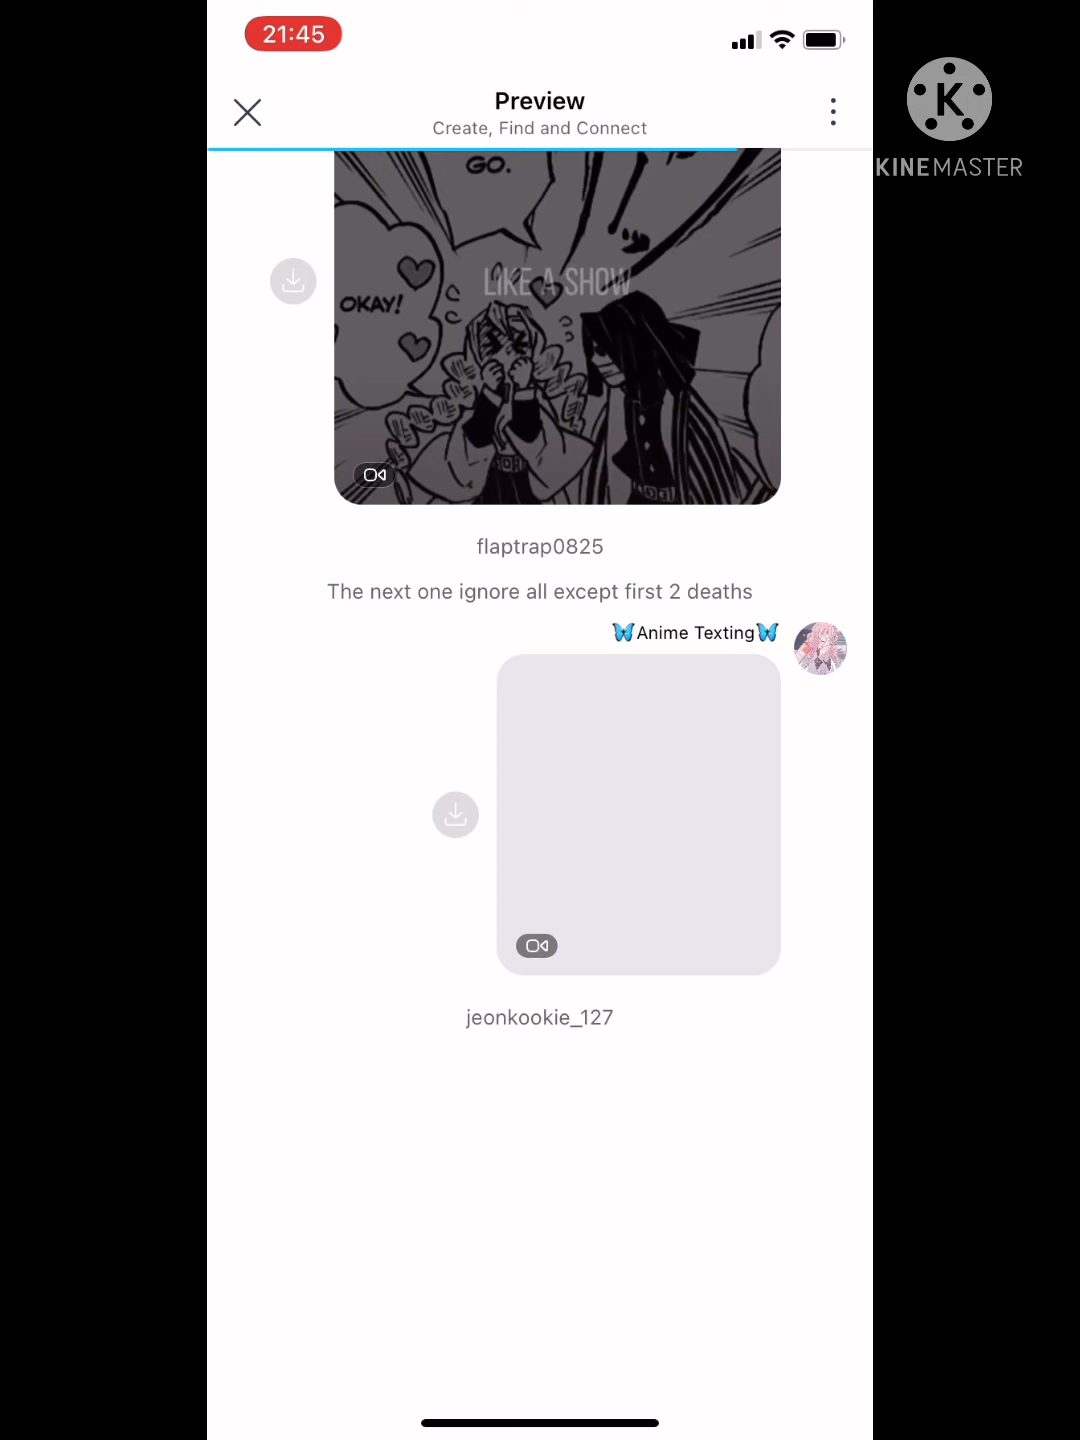 21:45
Preview
Create, Find and Connect
K
KINEMASTER
GO.
LIKE A SHOW
OKAY!
flaptrap0825
The next one ignore all except first 2 deaths
🦋Anime Texting🦋
jeonkookie_127